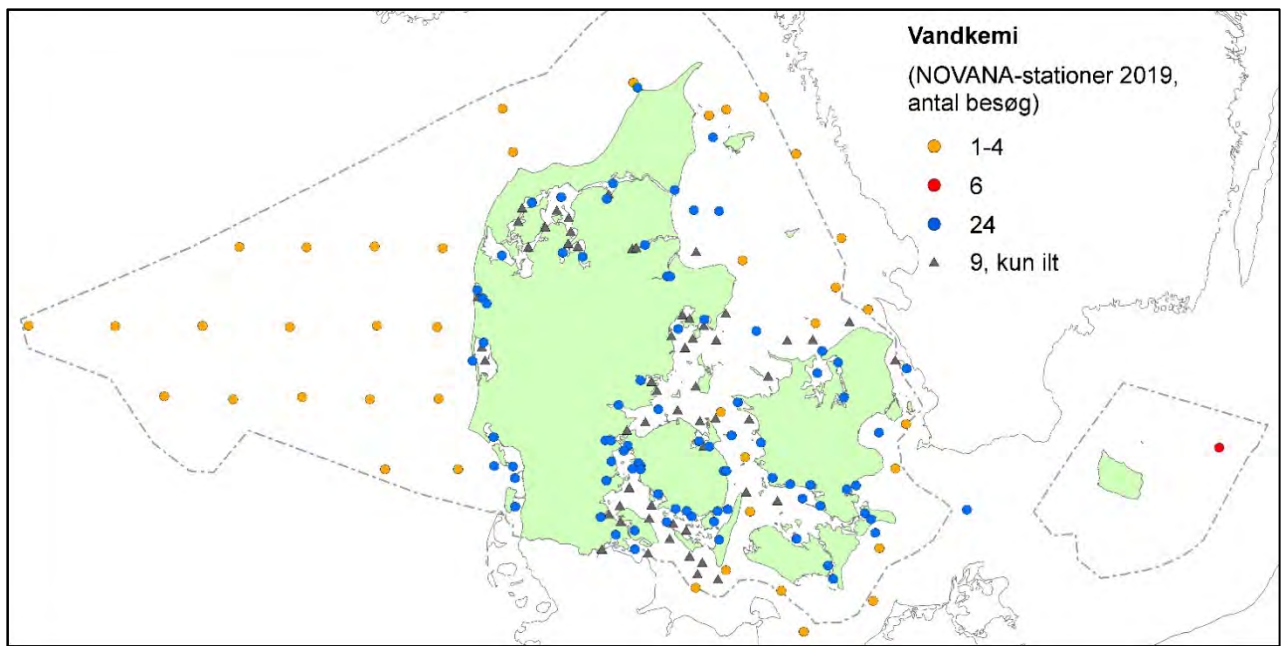 Vandkemi
(NOVANA-stationer 2019,
antal besøg)
1-4
6
24
9, kun ilt